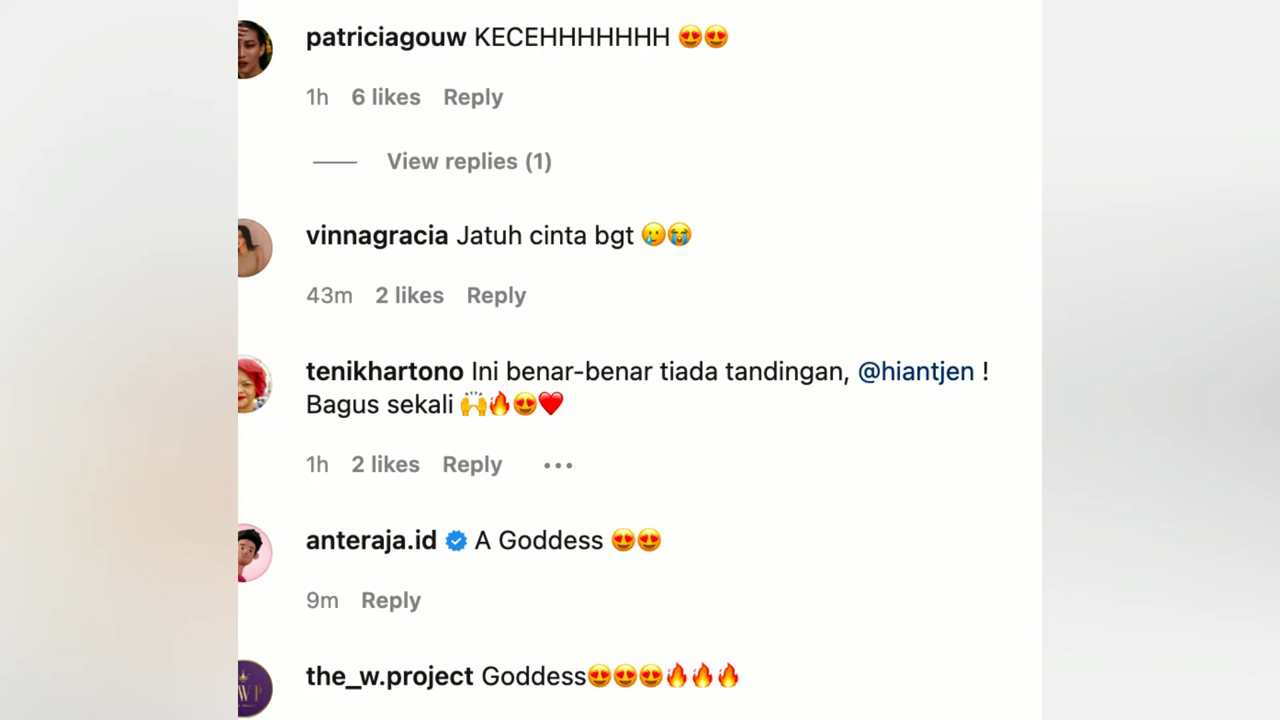 patriciagouw KECEHHHHHHH 😍😍
1h 6 likes Reply
View replies (1)
vinnagracia Jatuh cinta bgt 🥲😭
43m 2 likes Reply
tenikhartono Ini benar-benar tiada tandingan, @hiantjen !
Bagus sekali 🙌🔥😍❤️
1h 2 likes Reply •••
anteraja.id A Goddess 😍😍
9m Reply
the_w.project Goddess😍😍😍🔥🔥🔥